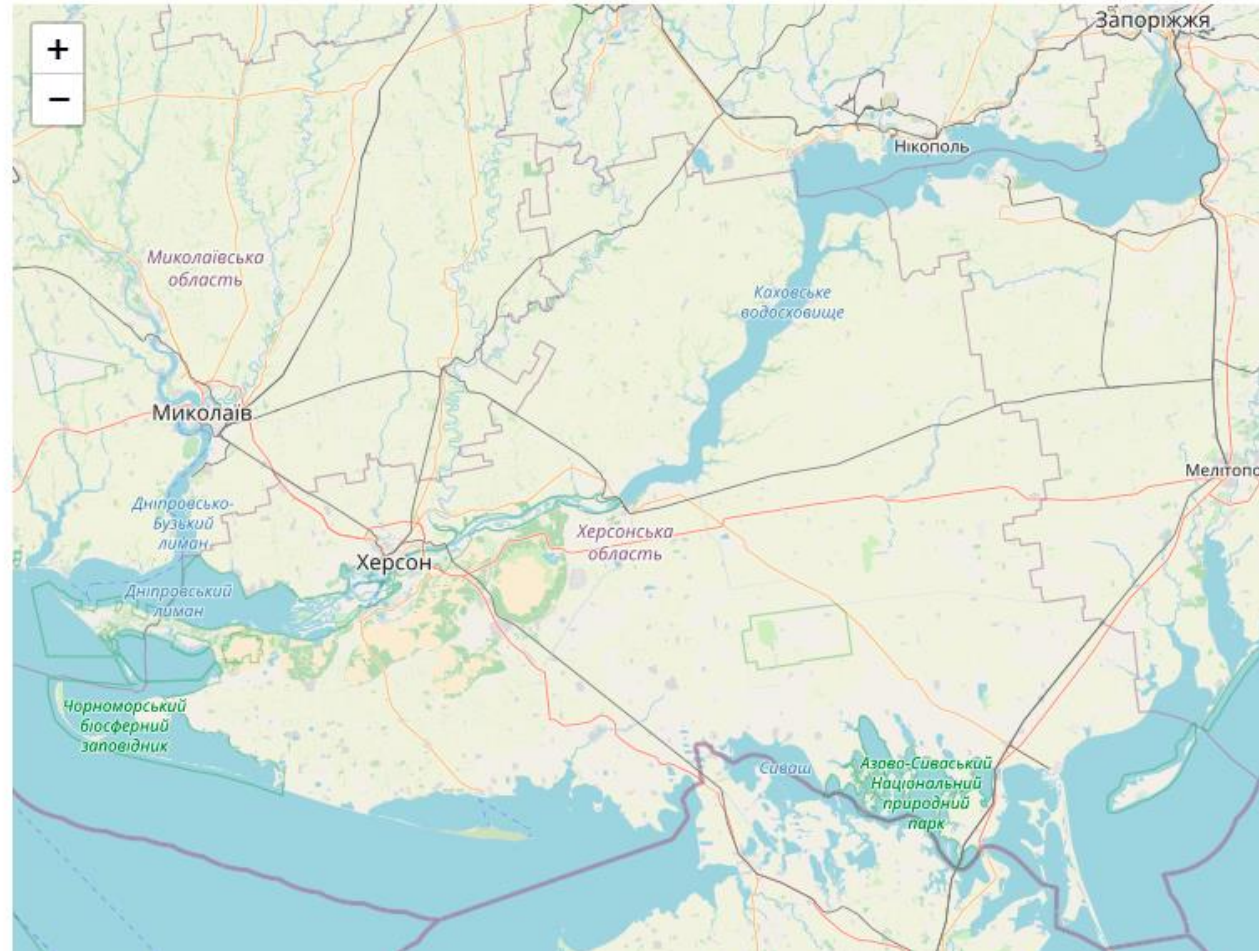 +
−
Запоріжжя
Нікополь
Миколаївська
область
Каховське
водосховище
Миколаїв
Мелітопо
Дніпровсько-
Бузький
лиман
Херсонська
область
Херсон
Дніпровський
лиман
Чорноморський
біосферний
заповідник
Сиваш
Азово-Сиваський
Національний
природний
парк